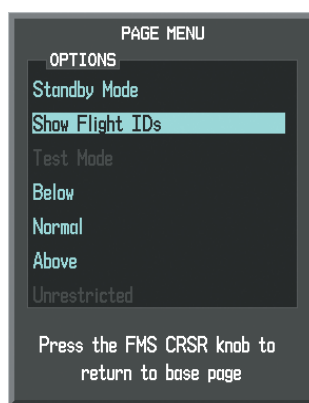 PAGE MENU
OPTIONS
Standby Mode
Show Flight IDs
Test Mode
Below
Normal
Above
Unrestricted
Press the FMS CRSR knob to
return to base page